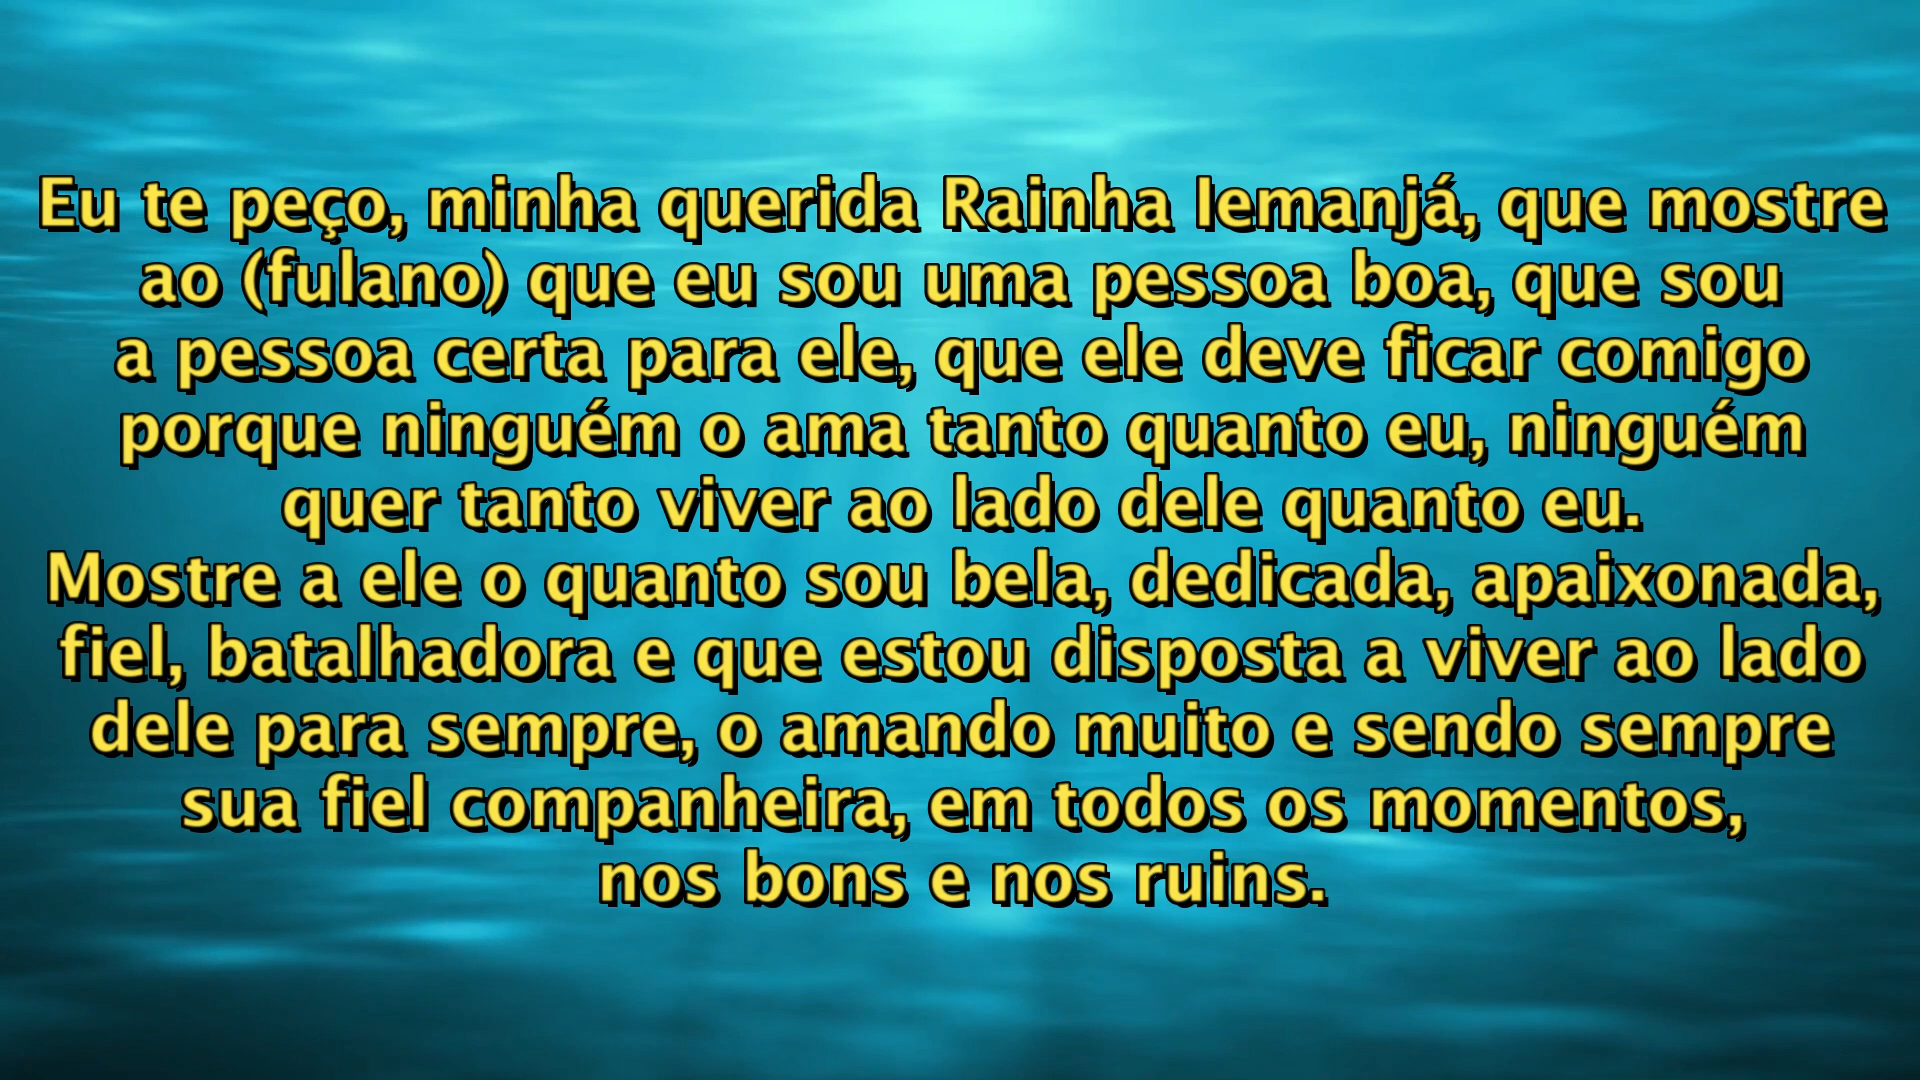 Eu te peço, minha querida Rainha Iemanjá, que mostre
ao (fulano) que eu sou uma pessoa boa, que sou
a pessoa certa para ele, que ele deve ficar comigo
porque ninguém o ama tanto quanto eu, ninguém
quer tanto viver ao lado dele quanto eu.
Mostre a ele o quanto sou bela, dedicada, apaixonada,
fiel, batalhadora e que estou disposta a viver ao lado
dele para sempre, o amando muito e sendo sempre
sua fiel companheira, em todos os momentos,
nos bons e nos ruins.